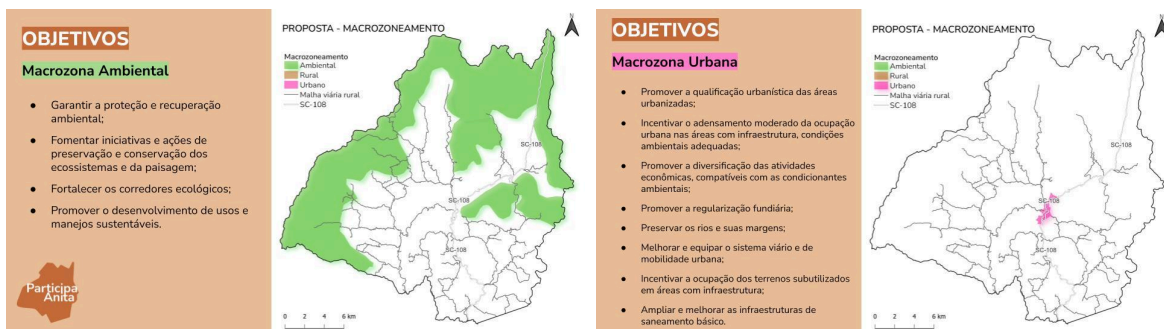 OBJETIVOS
Macrozona Ambiental
● Garantir a proteção e recuperação
ambiental;
● Fomentar iniciativas e ações de
preservação e conservação dos
ecossistemas e da paisagem;
● Fortalecer os corredores ecológicos;
● Promover o desenvolvimento de usos e
manejos sustentáveis.
Participa
Anita
PROPOSTA - MACROZONEAMENTO
N
Macrozoneamento
Ambiental
Rural
Urbano
Malha viária rural
SC-108
SC-108
SC-108
SC-108
0 2 4 6 km
OBJETIVOS
Macrozona Urbana
● Promover a qualificação urbanística das áreas
urbanizadas;
● Incentivar o adensamento moderado da ocupação
urbana nas áreas com infraestrutura, condições
ambientais adequadas;
● Promover a diversificação das atividades
econômicas, compatíveis com as condicionantes
ambientais;
● Promover a regularização fundiária;
● Preservar os rios e suas margens;
● Melhorar e equipar o sistema viário e de
mobilidade urbana;
● Incentivar a ocupação dos terrenos subutilizados
em áreas com infraestrutura;
● Ampliar e melhorar as infraestruturas de
saneamento básico.
PROPOSTA - MACROZONEAMENTO
N
Macrozoneamento
Ambiental
Rural
Urbano
Malha viária rural
SC-108
SC-108
SC-108
SC-108
0 2 4 6 km